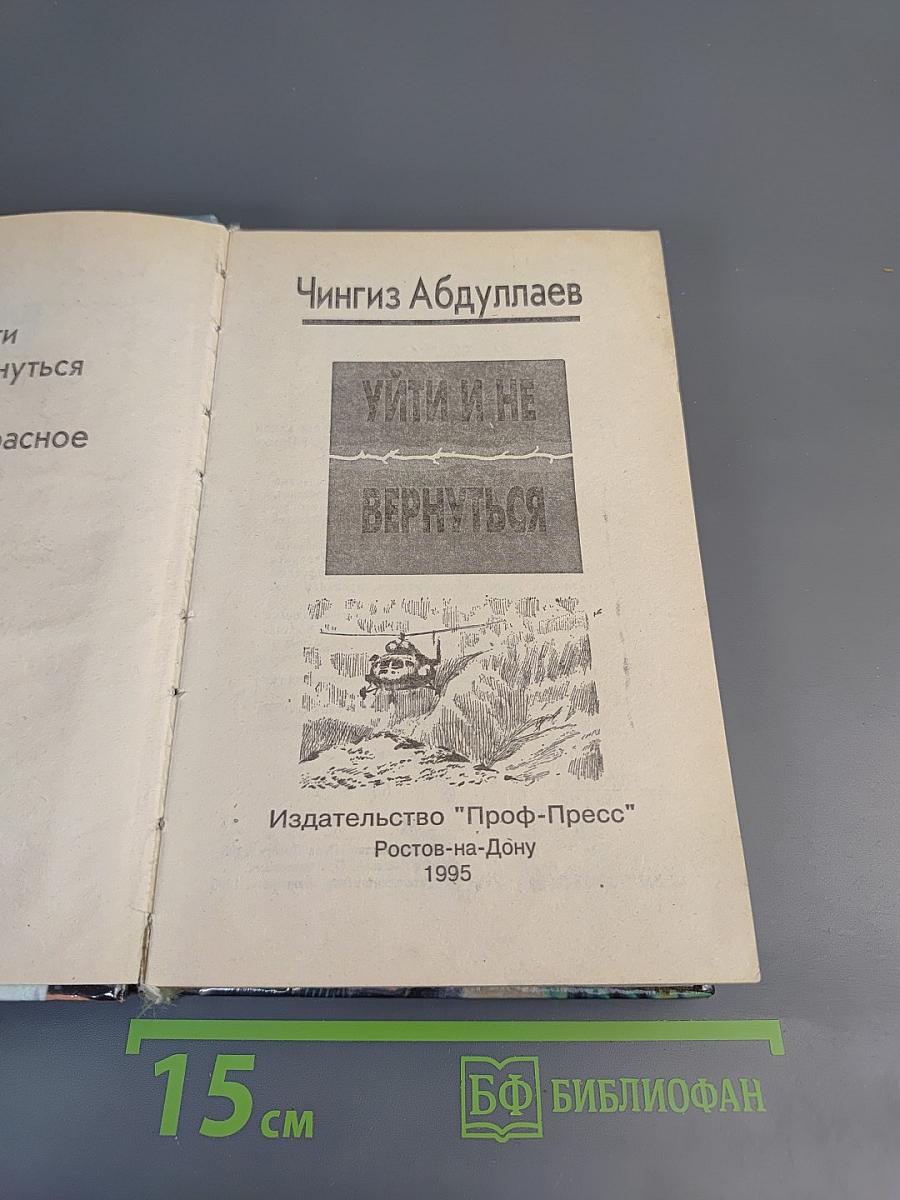 ти
нуться
расное
Чингиз Абдуллаев
УЙТИ И НЕ
ВЕРНУТЬСЯ
Издательство "Проф-Пресс"
Ростов-на-Дону
1995
15 см
БФ БИБЛИОФАН